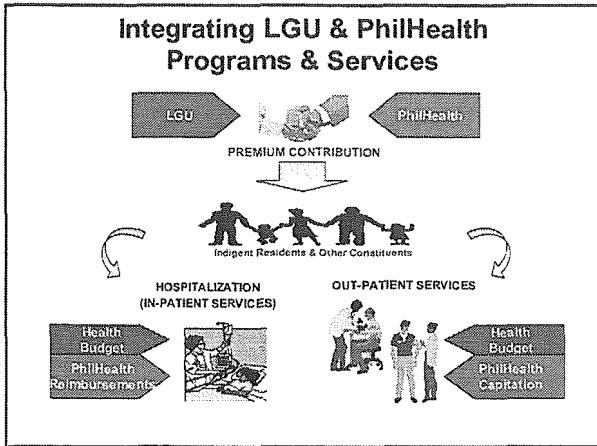 Integrating LGU & PhilHealth
Programs & Services
LGU
PhilHealth
PREMIUM CONTRIBUTION
Indigent Residents & Other Constituents
HOSPITALIZATION
(IN-PATIENT SERVICES)
OUT-PATIENT SERVICES
Health
Budget
PhilHealth
Reimbursements
Health
Budget
PhilHealth
Capitation